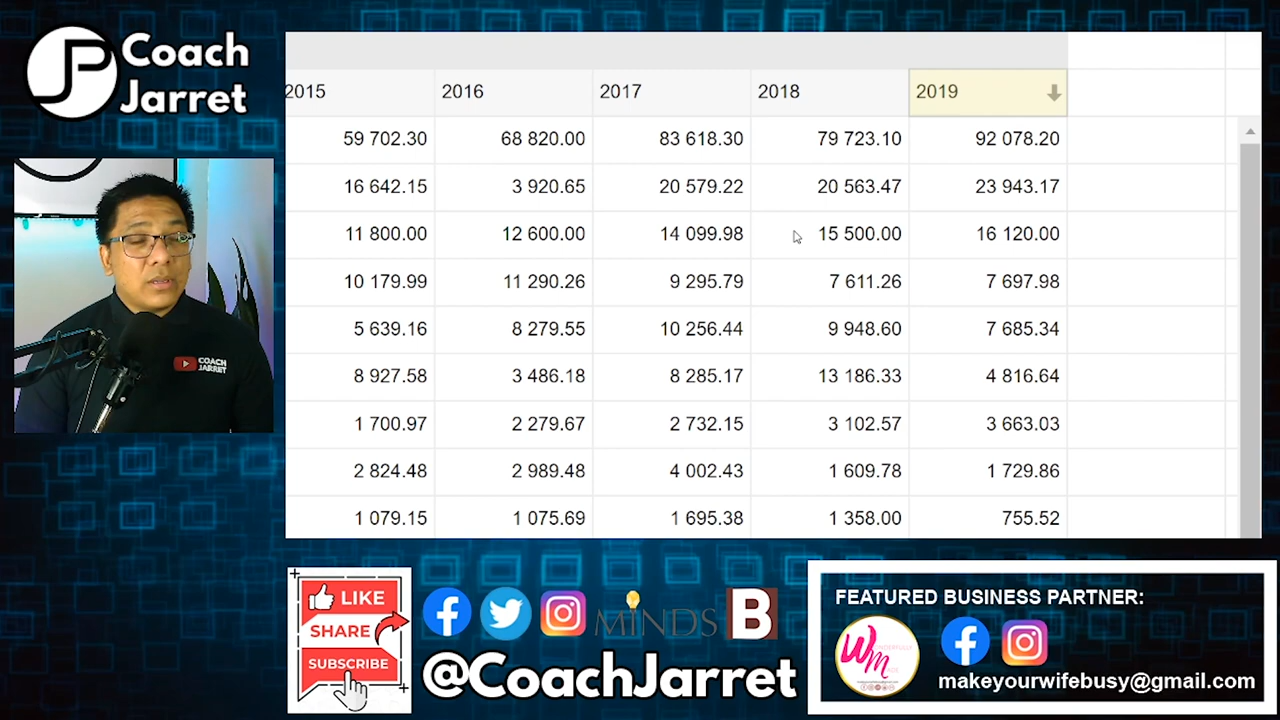 JP Coach
Jarret
2015 2016 2017 2018 2019
59 702.30 68 820.00 83 618.30 79 723.10 92 078.20
16 642.15 3 920.65 20 579.22 20 563.47 23 943.17
11 800.00 12 600.00 14 099.98 15 500.00 16 120.00
10 179.99 11 290.26 9 295.79 7 611.26 7 697.98
5 639.16 8 279.55 10 256.44 9 948.60 7 685.34
8 927.58 3 486.18 8 285.17 13 186.33 4 816.64
1 700.97 2 279.67 2 732.15 3 102.57 3 663.03
2 824.48 2 989.48 4 002.43 1 609.78 1 729.86
1 079.15 1 075.69 1 695.38 1 358.00 755.52
COACH
JARRET
LIKE
SHARE
SUBSCRIBE
MINDS B
@CoachJarret
FEATURED BUSINESS PARTNER:
WM
makeyourwifebusy@gmail.com